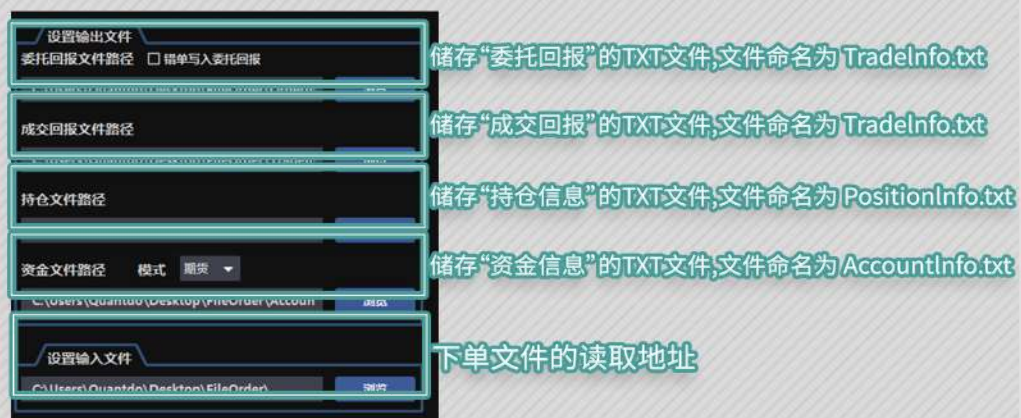 设置输出文件
委托回报文件路径 错单写入委托回报
储存“委托回报”的TXT文件,文件命名为 TradeInfo.txt
浏览
成交回报文件路径
储存“成交回报”的TXT文件,文件命名为 TradeInfo.txt
持仓文件路径
储存“持仓信息”的TXT文件,文件命名为 PositionInfo.txt
资金文件路径 模式 期货
储存“资金信息”的TXT文件,文件命名为 AccountInfo.txt
C:\Users\Quantdo\Desktop\FileOrder\Accoun 浏览
设置输入文件
下单文件的读取地址
C:\Users\Quantdo\Desktop\FileOrder\ 浏览